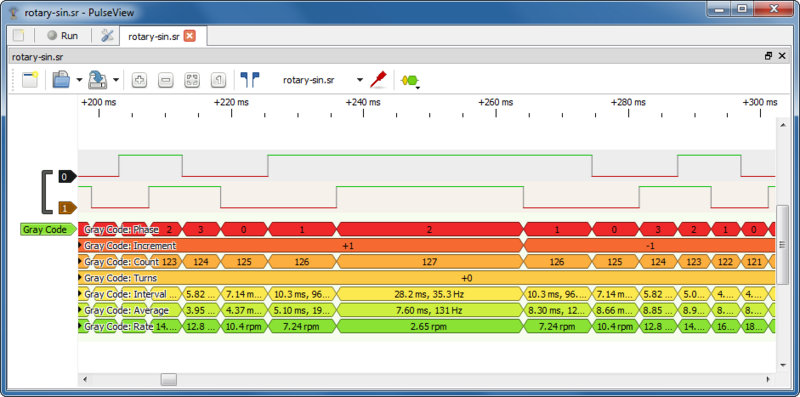 rotary-sin.sr - PulseView
Run rotary-sin.sr
rotary-sin.sr
rotary-sin.sr
+200 ms +220 ms +240 ms +260 ms +280 ms +300 ms
0
1
Gray Code Gray Code: Phase 2 3 0 1 2 1 0 3 2 1 0
Gray Code: Increment +1 -1
Gray Code: Count 123 124 125 126 127 126 125 124 123 122 121
Gray Code: Turns +0
Gray Code: Interval ... 5.82 ... 7.14 m... 10.3 ms, 96... 28.2 ms, 35.3 Hz 10.3 ms, 96... 7.14 m... 5.82 ... 5.0... 4.... 4....
Gray Code: Average 3.95 ... 4.37 m... 5.10 ms, 19... 7.60 ms, 131 Hz 8.30 ms, 12... 8.66 m... 8.85 ... 8.9... 8.... 8....
Gray Code: Rate 14.... 12.8 ... 10.4 rpm 7.24 rpm 2.65 rpm 7.24 rpm 10.4 rpm 12.8 ... 14.... 16... 18...